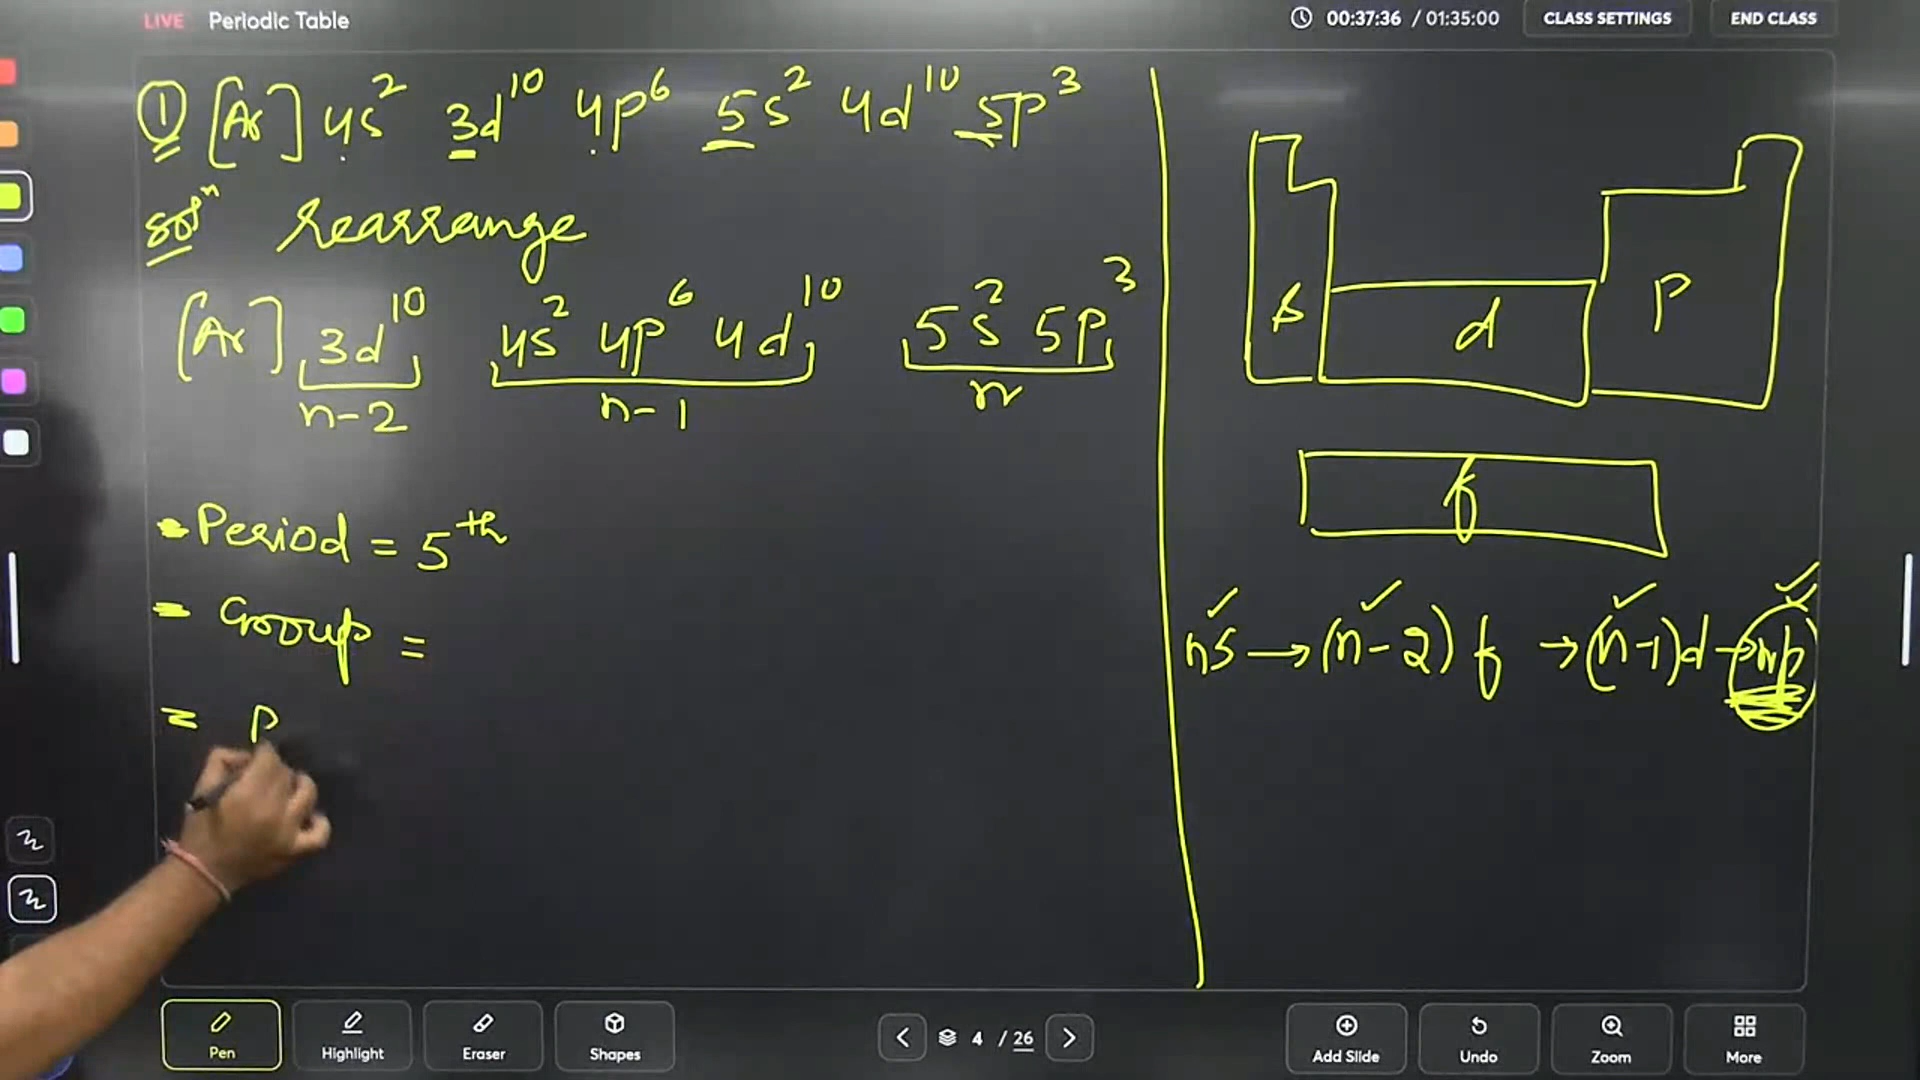 LIVE Periodic Table
00:37:36 / 01:35:00 CLASS SETTINGS END CLASS
① [Ar] 4s² 3d¹⁰ 4p⁶ 5s² 4d¹⁰ 5p³
solⁿ rearrange
[Ar] 3d¹⁰ 4s² 4p⁶ 4d¹⁰ 5s² 5p³
n-2 n-1 n
Period = 5th
Group =
P
s d p
f
ns → (n-2) f → (n-1)d → np
Pen Highlight Eraser Shapes
4 / 26
Add Slide Undo Zoom More